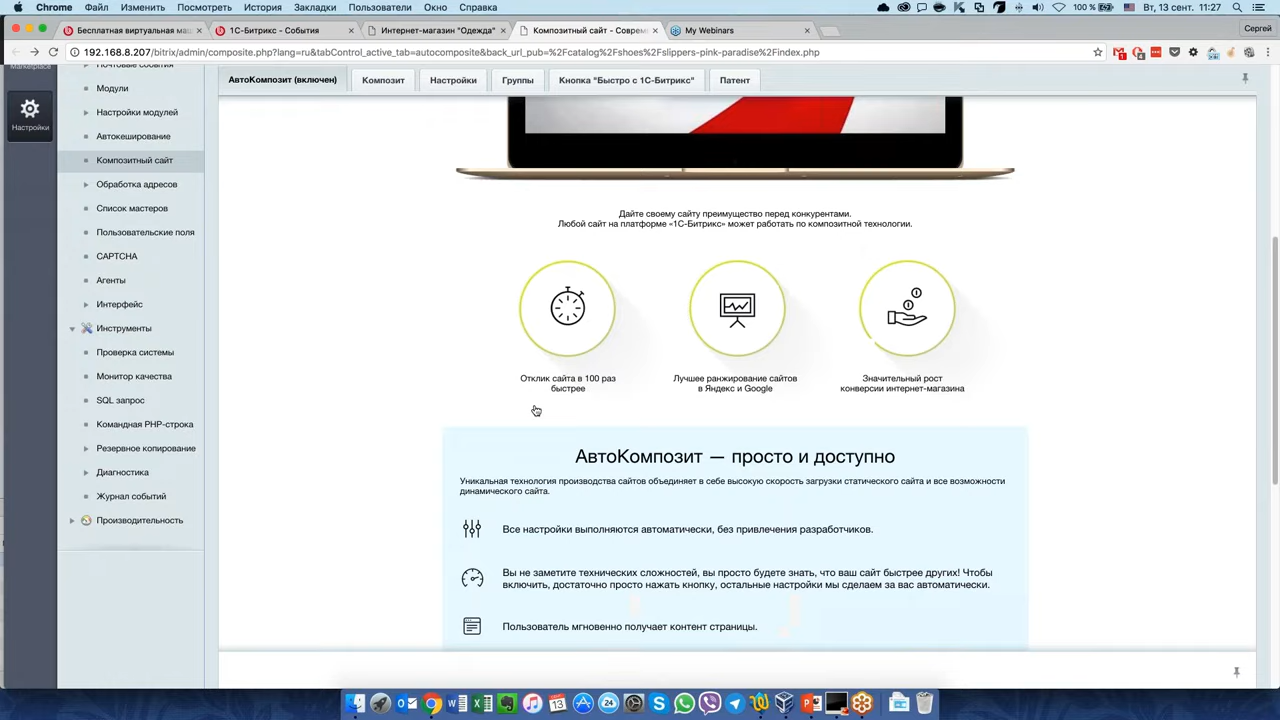 Chrome Файл Изменить Посмотреть История Закладки Пользователи Окно Справка
100 % Вт, 13 сент. 11:27
Бесплатная виртуальная маш
1С-Битрикс - События
Интернет-магазин "Одежда"
Композитный сайт - Соврем
My Webinars
Сергей
192.168.8.207/bitrix/admin/composite.php?lang=ru&tabControl_active_tab=autocomposite&back_url_pub=%2Fcatalog%2Fshoes%2Fslippers-pink-paradise%2Findex.php
Marketplace
Настройки
Почтовые события
Модули
Настройки модулей
Автокеширование
Композитный сайт
Обработка адресов
Список мастеров
Пользовательские поля
CAPTCHA
Агенты
Интерфейс
Инструменты
Проверка системы
Монитор качества
SQL запрос
Командная PHP-строка
Резервное копирование
Диагностика
Журнал событий
Производительность
АвтоКомпозит (включен)
Композит
Настройки
Группы
Кнопка "Быстро с 1С-Битрикс"
Патент
Дайте своему сайту преимущество перед конкурентами.
Любой сайт на платформе «1С-Битрикс» может работать по композитной технологии.
Отклик сайта в 100 раз
быстрее
Лучшее ранжирование сайтов
в Яндекс и Google
Значительный рост
конверсии интернет-магазина
АвтоКомпозит — просто и доступно
Уникальная технология производства сайтов объединяет в себе высокую скорость загрузки статического сайта и все возможности
динамического сайта.
Все настройки выполняются автоматически, без привлечения разработчиков.
Вы не заметите технических сложностей, вы просто будете знать, что ваш сайт быстрее других! Чтобы
включить, достаточно просто нажать кнопку, остальные настройки мы сделаем за вас автоматически.
Пользователь мгновенно получает контент страницы.